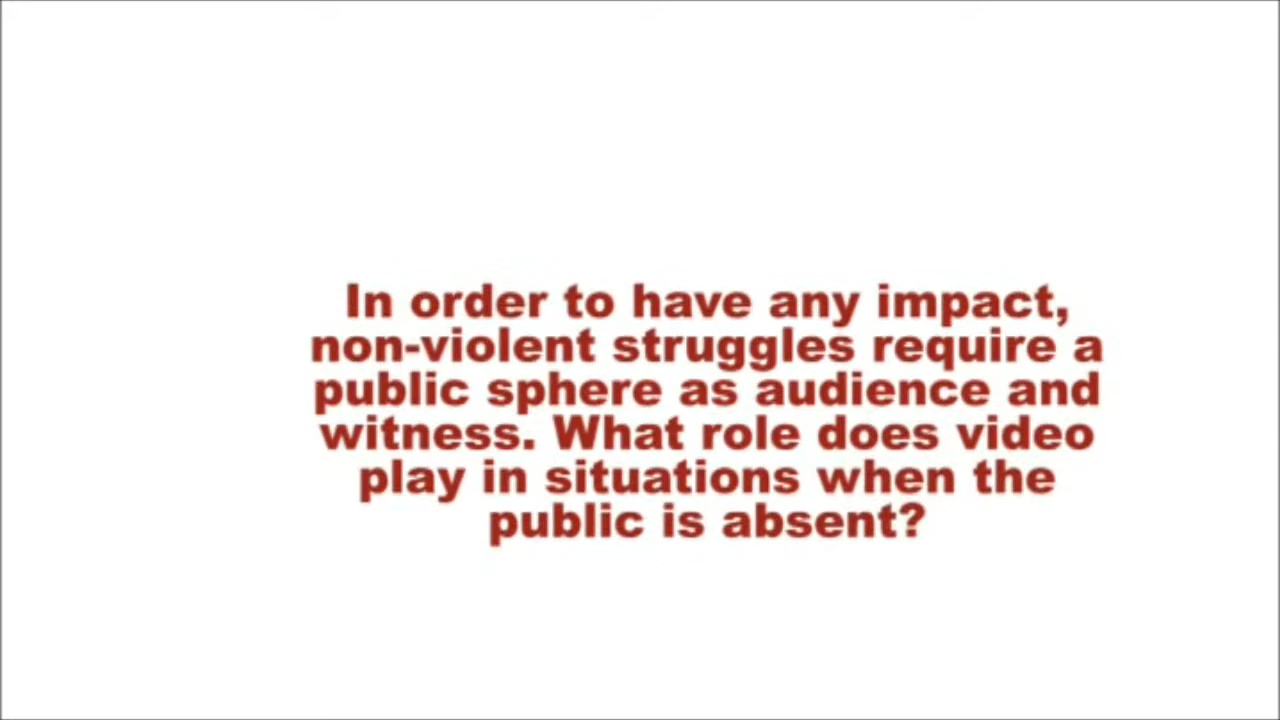 In order to have any impact,
non-violent struggles require a
public sphere as audience and
witness. What role does video
play in situations when the
public is absent?